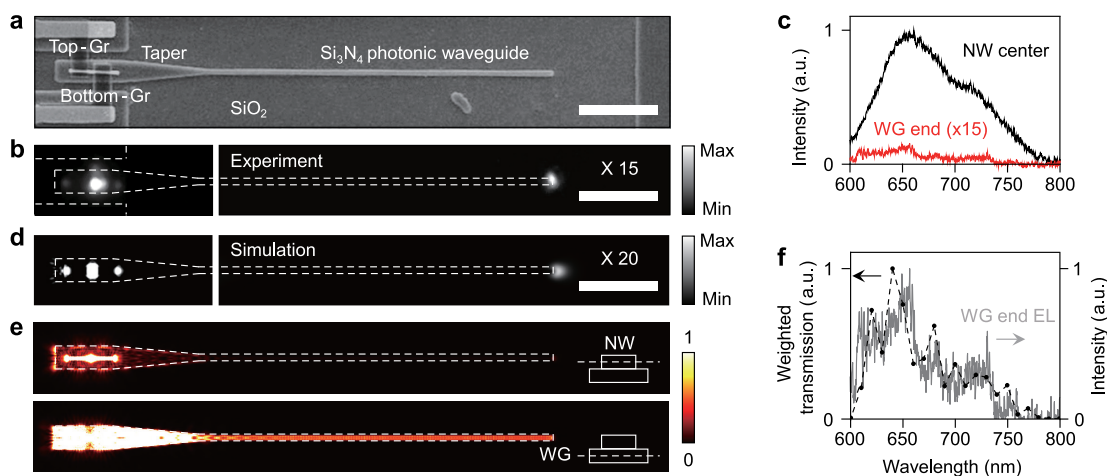 a
Top-Gr
Taper
Si₃N₄ photonic waveguide
Bottom-Gr
SiO₂
b
Experiment
X 15
Max
Min
d
Simulation
X 20
Max
Min
e
NW
WG
1
0
c
Intensity (a.u.)
1
0
NW center
WG end (x15)
600 650 700 750 800
f
Weighted
transmission (a.u.)
1
0
WG end EL
1
0
Intensity (a.u.)
600 650 700 750 800
Wavelength (nm)